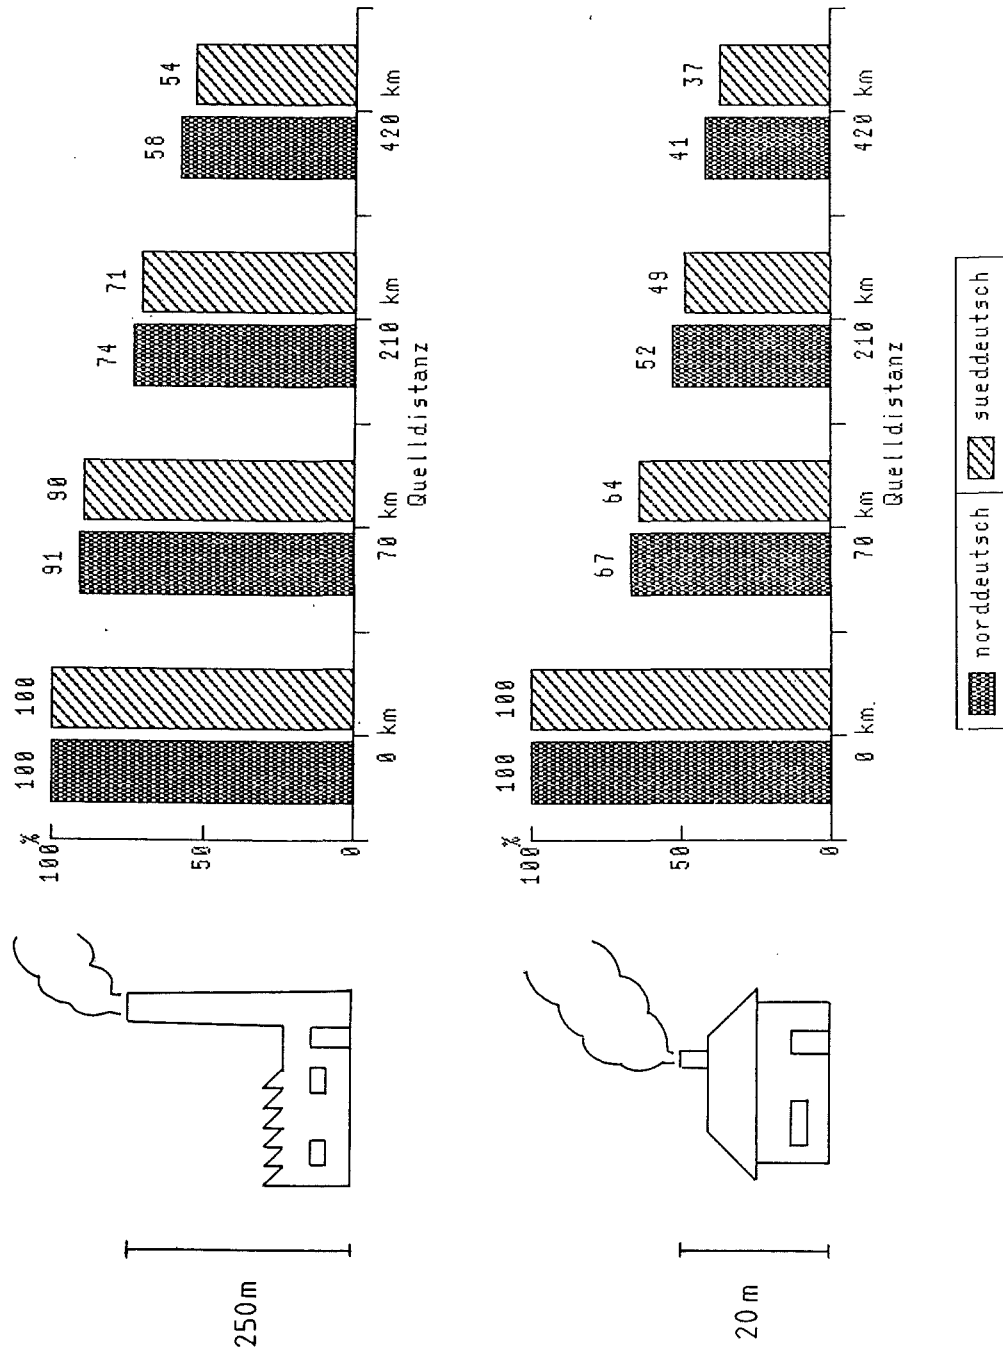 100 100
%
100
91 90
74 71
58 54
50
250m
0
0 km 70 km 210 km 420 km
Quelldistanz
100 100
%
100
67 64
52 49
41 37
50
20m
0
0 km. 70 km 210 km 420 km
Quelldistanz
norddeutsch sueddeutsch